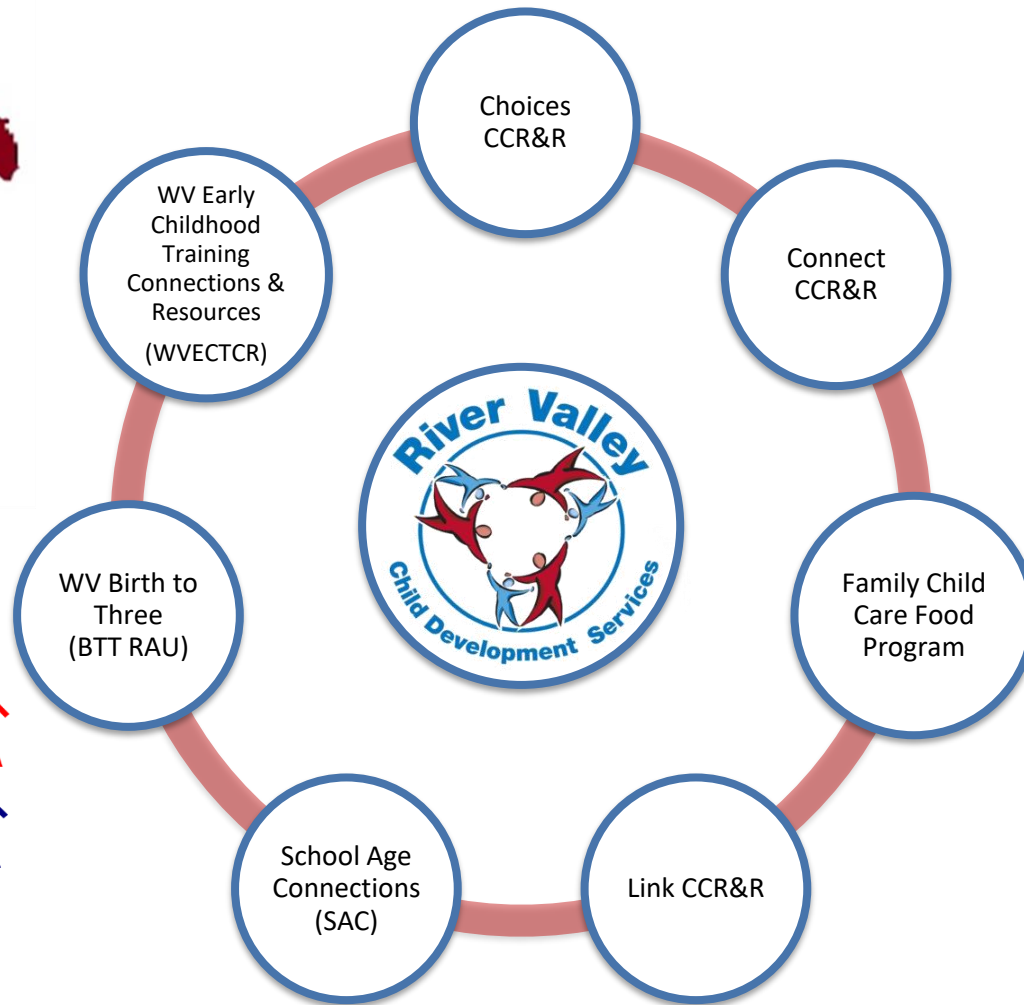 Choices
CCR&R
Connect
CCR&R
Family Child
Care Food
Program
Link CCR&R
School Age
Connections
(SAC)
WV Birth to
Three
(BTT RAU)
WV Early
Childhood
Training
Connections &
Resources
(WVECTCR)
River Valley
Child Development Services